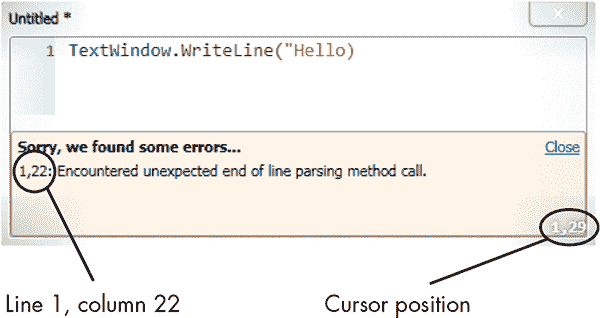 Untitled *
X
1 TextWindow.WriteLine("Hello)
Sorry, we found some errors... Close
1,22: Encountered unexpected end of line parsing method call.
1,29
Line 1, column 22 Cursor position